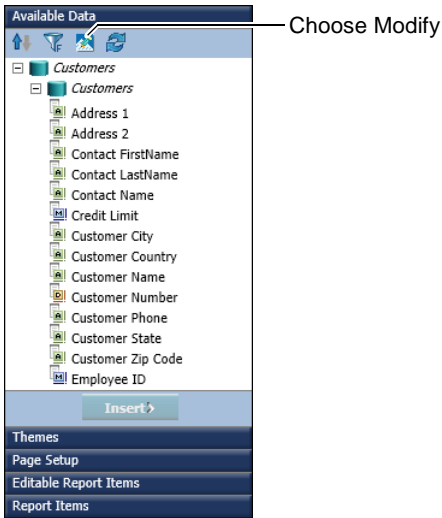 Available Data
Choose Modify
Customers
Customers
Address 1
Address 2
Contact FirstName
Contact LastName
Contact Name
Credit Limit
Customer City
Customer Country
Customer Name
Customer Number
Customer Phone
Customer State
Customer Zip Code
Employee ID
Insert
Themes
Page Setup
Editable Report Items
Report Items